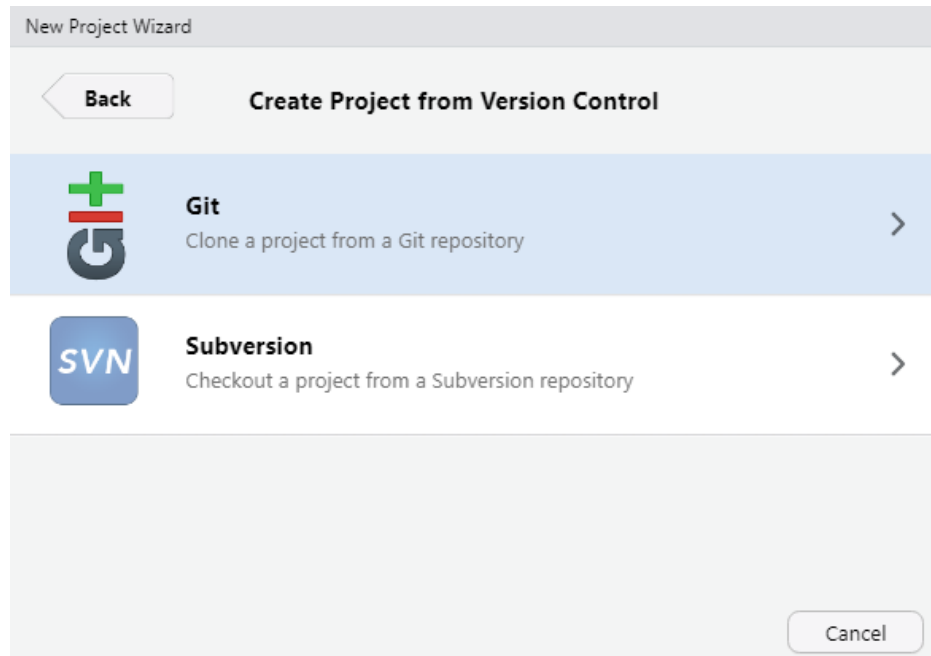 New Project Wizard
Back
Create Project from Version Control
git
Git
Clone a project from a Git repository
SVN
Subversion
Checkout a project from a Subversion repository
Cancel